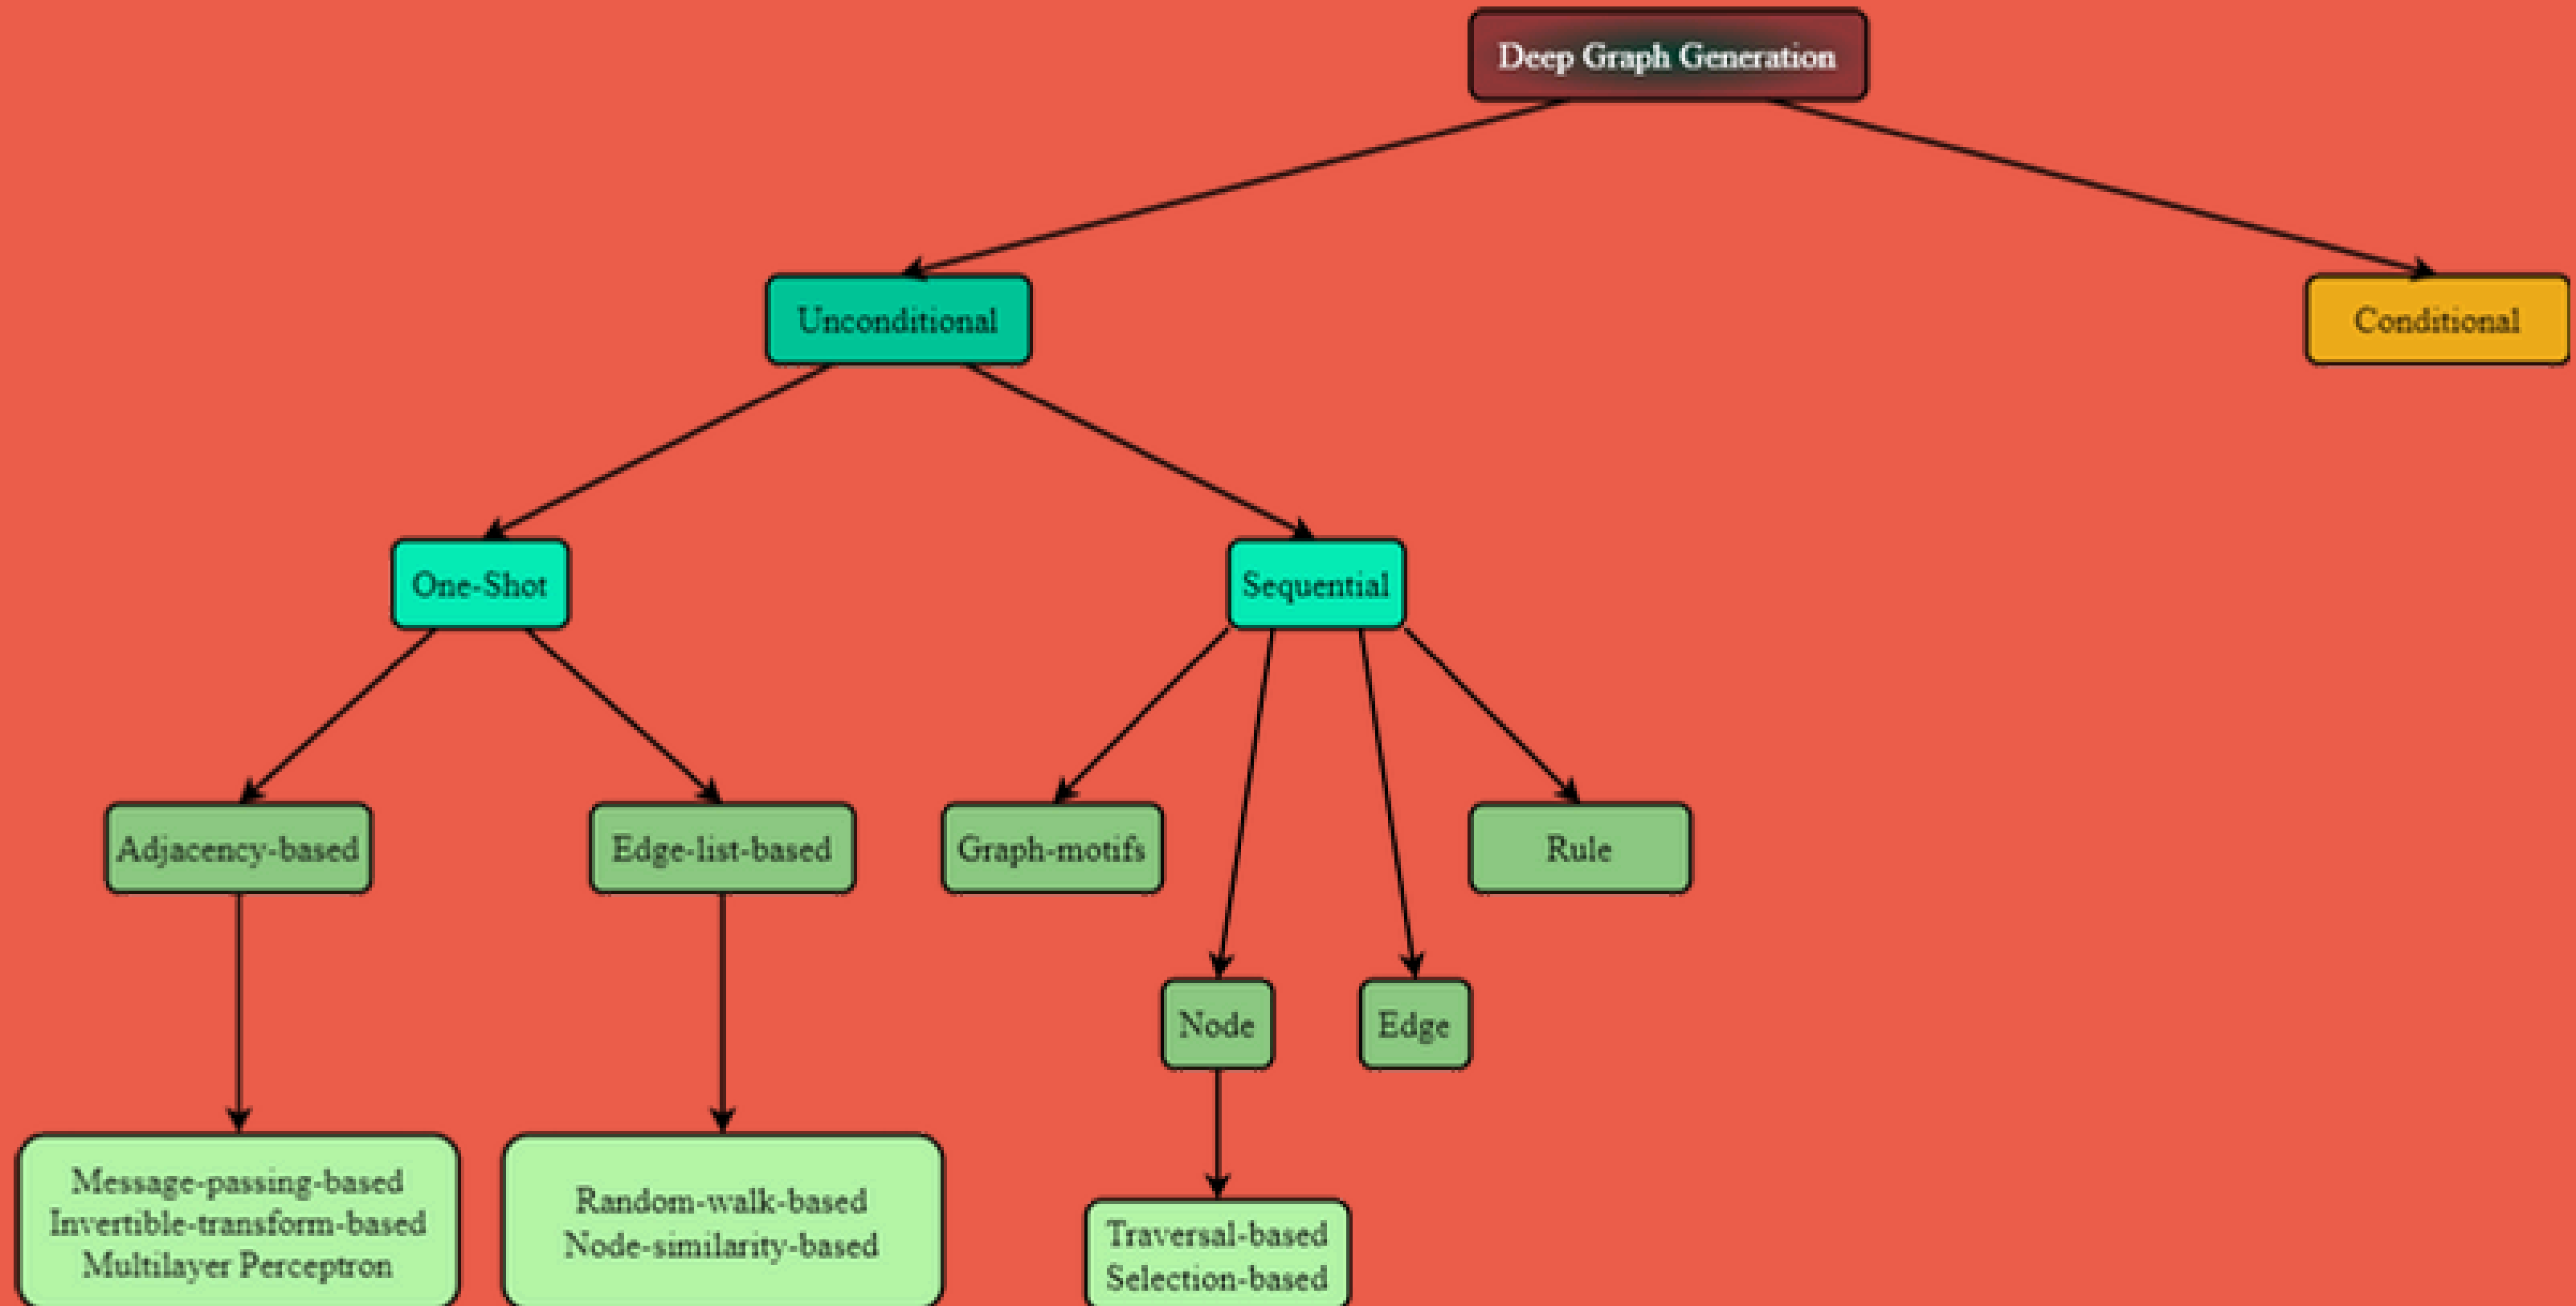 Deep Graph Generation
Unconditional
Conditional
One-Shot
Sequential
Adjacency-based
Edge-list-based
Graph-motifs
Rule
Node
Edge
Message-passing-based
Invertible-transform-based
Multilayer Perceptron
Random-walk-based
Node-similarity-based
Traversal-based
Selection-based